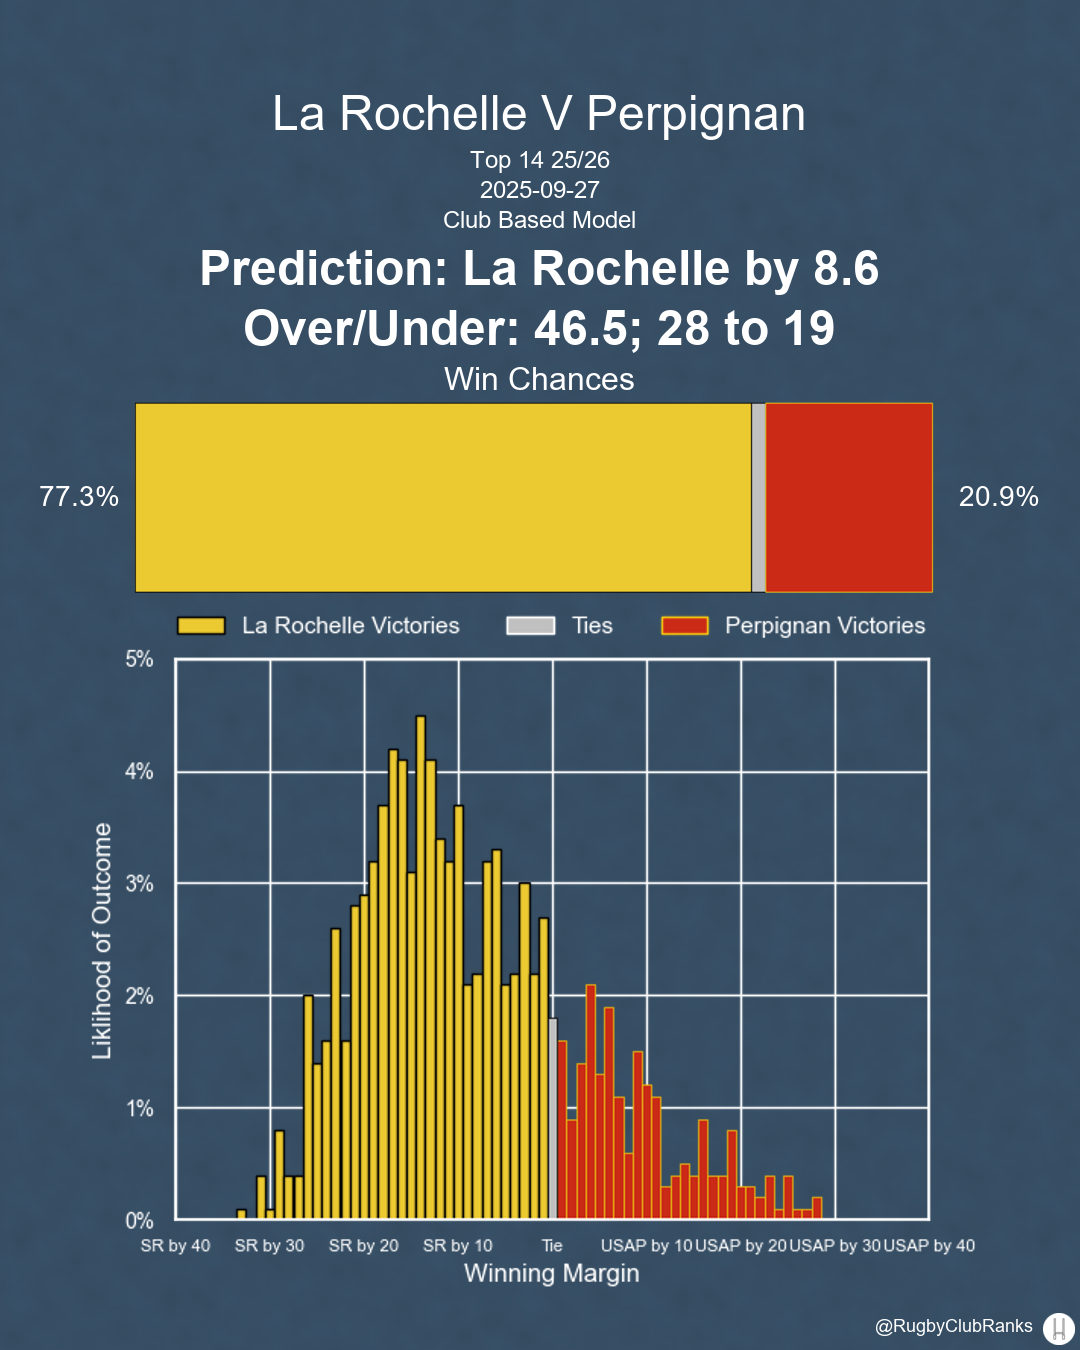 La Rochelle V Perpignan
Top 14 25/26
2025-09-27
Club Based Model
Prediction: La Rochelle by 8.6
Over/Under: 46.5; 28 to 19
Win Chances
77.3%
20.9%
La Rochelle Victories
Ties
Perpignan Victories
5%
4%
3%
2%
1%
0%
Liklihood of Outcome
SR by 40
SR by 30
SR by 20
SR by 10
Tie
USAP by 10
USAP by 20
USAP by 30
USAP by 40
Winning Margin
@RugbyClubRanks